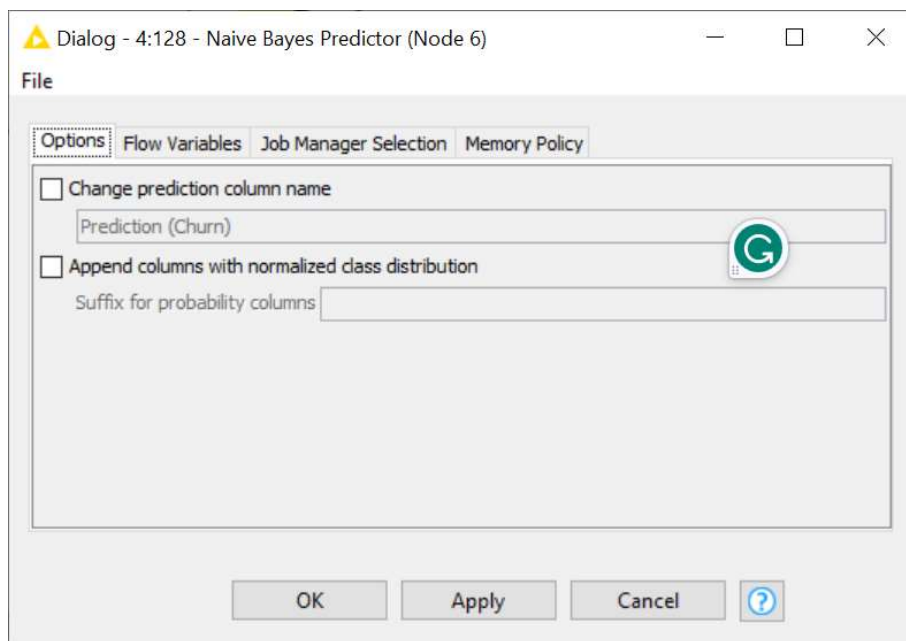 Dialog - 4:128 - Naive Bayes Predictor (Node 6)
File
Options Flow Variables Job Manager Selection Memory Policy
Change prediction column name
Prediction (Churn)
Append columns with normalized class distribution
Suffix for probability columns
OK Apply Cancel ?